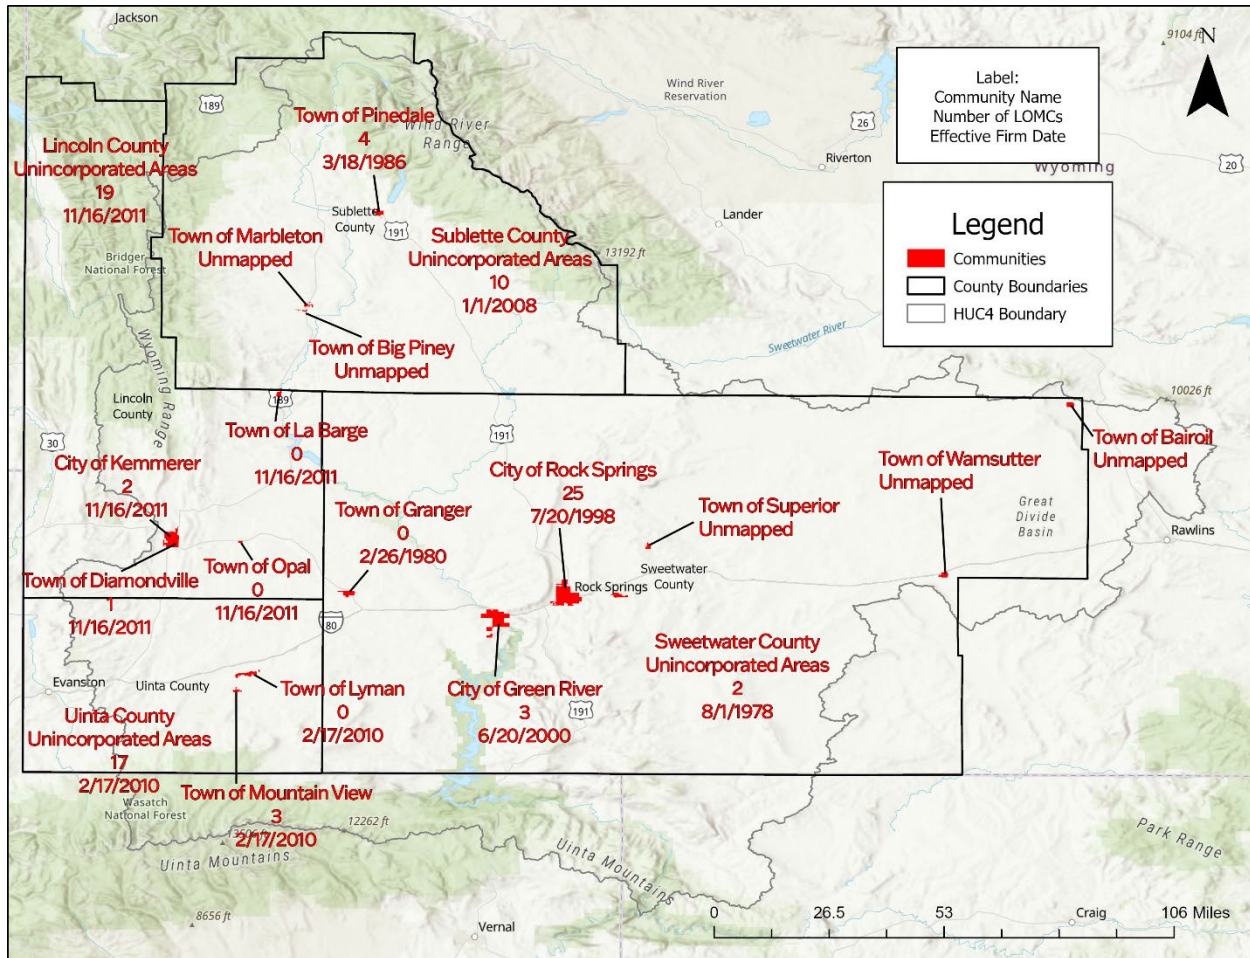 Jackson
9104 ft
N
Label:
Community Name
Number of LOMCs
Effective Firm Date
Wind River
Reservation
26
189
Town of Pinedale
4
3/18/1986
Wind River
Range
Riverton
Wyoming
20
Lincoln County
Unincorporated Areas
19
11/16/2011
Legend
Communities
County Boundaries
HUC4 Boundary
Sublette
County
191
Lander
Town of Marbleton
Unmapped
Sublette County
Unincorporated Areas
10
1/1/2008
13192 ft
Bridger
National Forest
Sweetwater River
Wyoming Range
Town of Big Piney
Unmapped
10026 ft
Lincoln
County
189
30
Town of La Barge
0
11/16/2011
191
Town of Bairoil
Unmapped
City of Kemmerer
2
11/16/2011
City of Rock Springs
25
7/20/1998
Town of Wamsutter
Unmapped
Town of Granger
0
2/26/1980
Town of Superior
Unmapped
Great
Divide
Basin
Rawlins
Town of Diamondville
1
11/16/2011
Town of Opal
0
11/16/2011
Rock Springs
Sweetwater
County
80
Sweetwater County
Unincorporated Areas
2
8/1/1978
Evanston
Uinta County
Town of Lyman
0
2/17/2010
City of Green River
3
6/20/2000
191
Uinta County
Unincorporated Areas
17
2/17/2010
Wasatch
National Forest
Town of Mountain View
3
2/17/2010
12262 ft
Uinta Mountains
Uinta Mountains
Park Range
8656 ft
Vernal
Craig
0
26.5
53
106 Miles